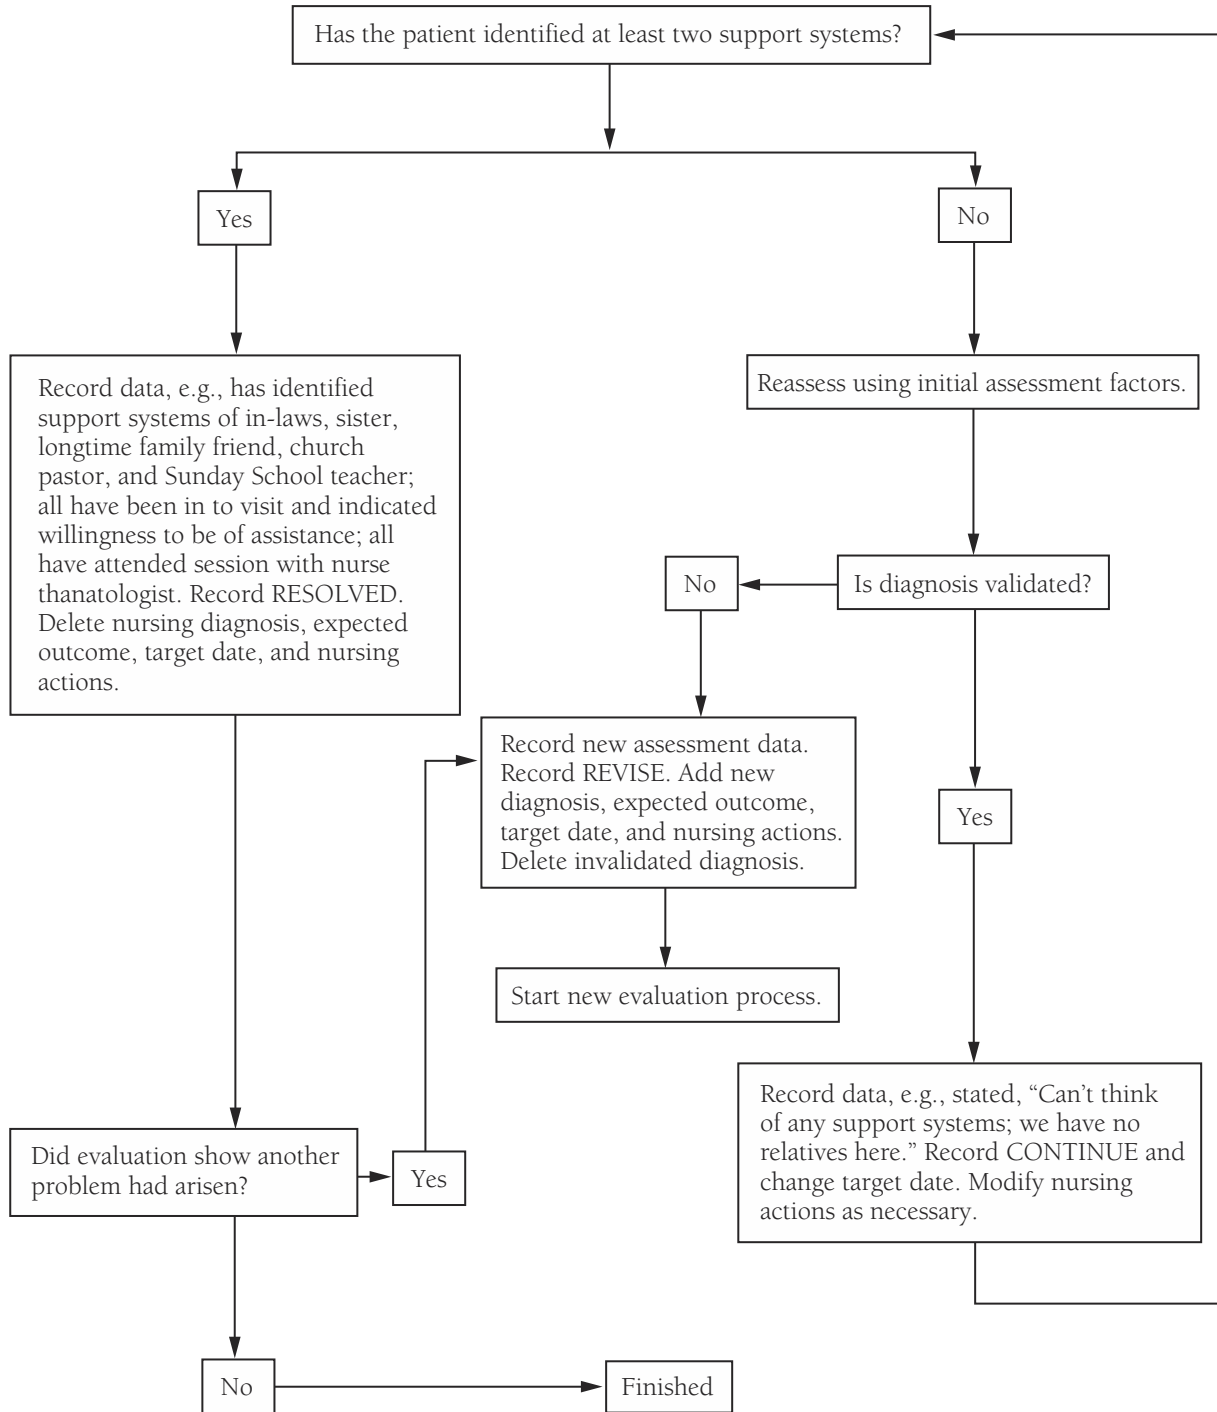 Has the patient identified at least two support systems?
Yes
No
Record data, e.g., has identified
support systems of in-laws, sister,
longtime family friend, church
pastor, and Sunday School teacher;
all have been in to visit and indicated
willingness to be of assistance; all
have attended session with nurse
thanatologist. Record RESOLVED.
Delete nursing diagnosis, expected
outcome, target date, and nursing
actions.
Reassess using initial assessment factors.
Is diagnosis validated?
No
Record new assessment data.
Record REVISE. Add new
diagnosis, expected outcome,
target date, and nursing actions.
Delete invalidated diagnosis.
Yes
Start new evaluation process.
Record data, e.g., stated, “Can’t think
of any support systems; we have no
relatives here.” Record CONTINUE and
change target date. Modify nursing
actions as necessary.
Did evaluation show another
problem had arisen?
Yes
No
Finished